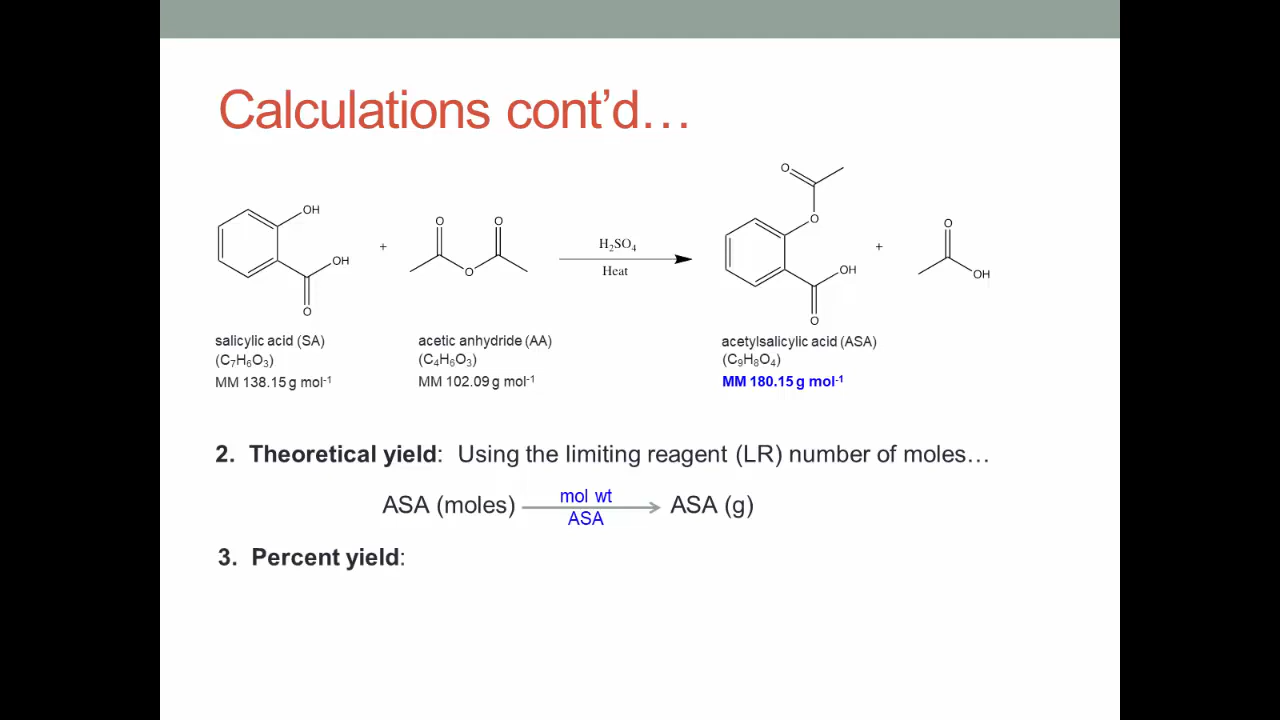 Calculations cont’d…
O
O
OH
OH
O
+
O
O
O
H₂SO₄
Heat
O
OH
O
+
O
OH
salicylic acid (SA)
(C₇H₆O₃)
MM 138.15 g mol⁻¹
acetic anhydride (AA)
(C₄H₆O₃)
MM 102.09 g mol⁻¹
acetylsalicylic acid (ASA)
(C₉H₈O₄)
MM 180.15 g mol⁻¹
2. Theoretical yield: Using the limiting reagent (LR) number of moles…
ASA (moles) mol wt ASA ASA (g)
3. Percent yield: